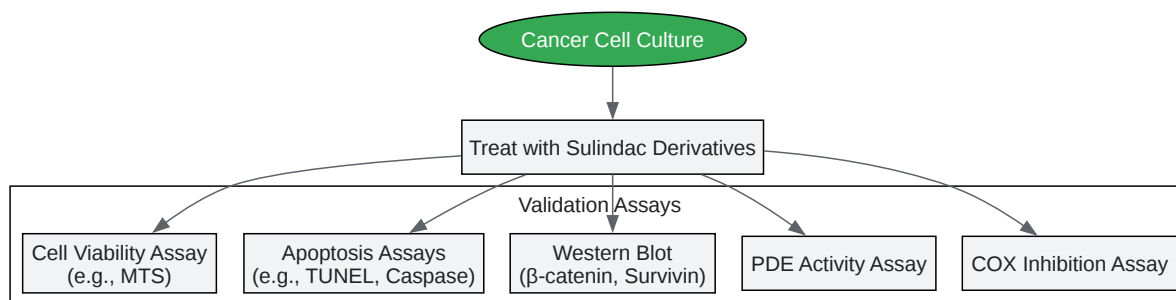 Cancer Cell Culture
Treat with Sulindac Derivatives
Validation Assays
Cell Viability Assay
(e.g., MTS)
Apoptosis Assays
(e.g., TUNEL, Caspase)
Western Blot
(β-catenin, Survivin)
PDE Activity Assay
COX Inhibition Assay